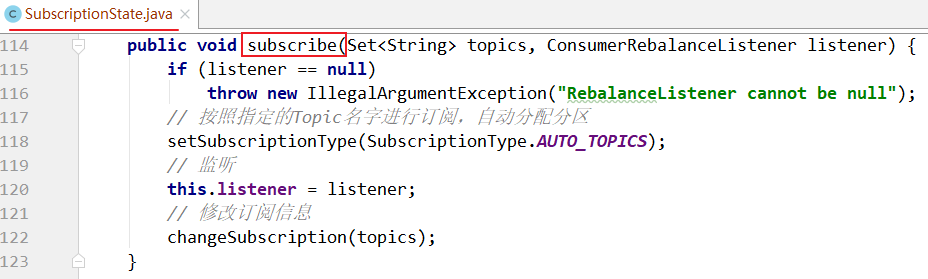 SubscriptionState.java
114 public void subscribe(Set<String> topics, ConsumerRebalanceListener listener) {
115 if (listener == null)
116 throw new IllegalArgumentException("RebalanceListener cannot be null");
117 // 按照指定的Topic名字进行订阅，自动分配分区
118 setSubscriptionType(SubscriptionType.AUTO_TOPICS);
119 // 监听
120 this.listener = listener;
121 // 修改订阅信息
122 changeSubscription(topics);
123 }